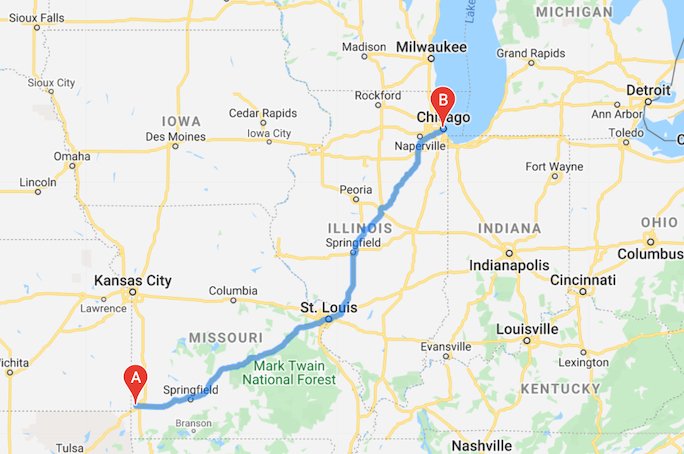 MICHIGAN
Sioux Falls
Lake
Madison
Milwaukee
Grand Rapids
Sioux City
Rockford
B
Detroit
Ann Arbor
Cedar Rapids
Chicago
IOWA
Iowa City
Toledo
Des Moines
Naperville
Omaha
Fort Wayne
Lincoln
Peoria
OHIO
ILLINOIS
INDIANA
Springfield
Columbus
Indianapolis
Kansas City
Columbia
Cincinnati
Lawrence
St. Louis
MISSOURI
Louisville
Evansville
Lexington
Wichita
Mark Twain
National Forest
A
Springfield
KENTUCKY
Branson
Tulsa
Nashville